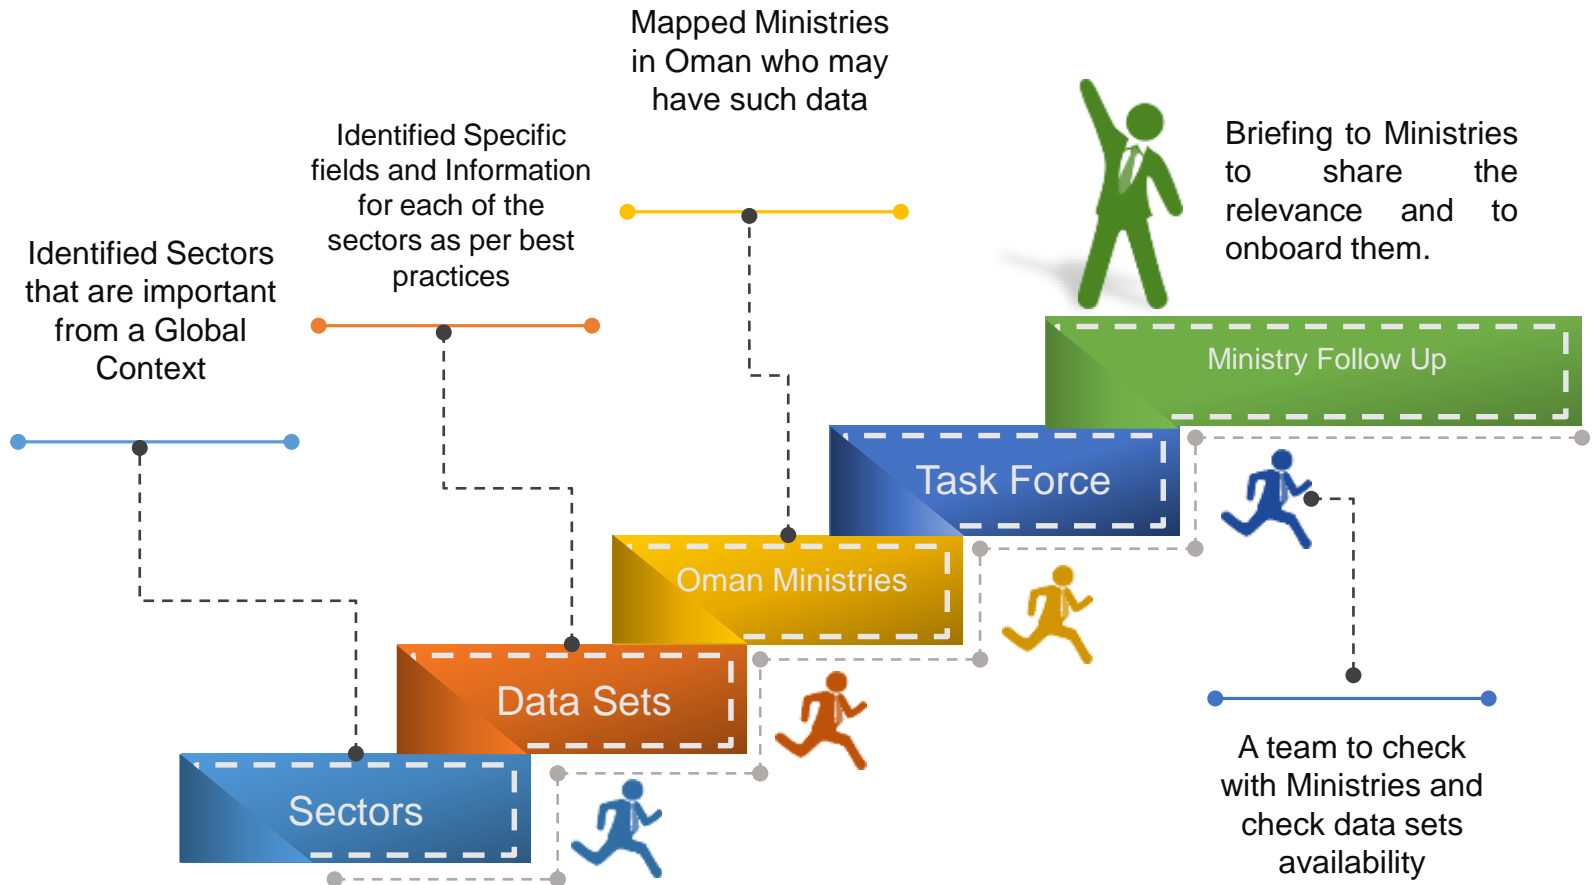 Mapped Ministries
in Oman who may
have such data
Identified Specific
fields and Information
for each of the
sectors as per best
practices
Identified Sectors
that are important
from a Global
Context
Briefing to Ministries
to share the
relevance and to
onboard them.
Ministry Follow Up
Task Force
Oman Ministries
Data Sets
Sectors
A team to check
with Ministries and
check data sets
availability